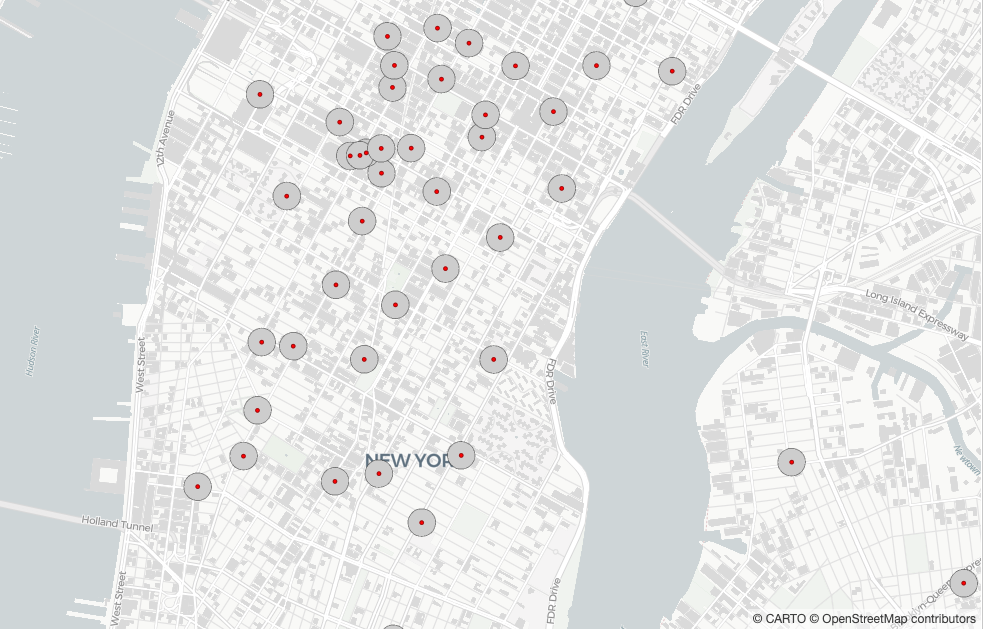 FDR Drive
12th Avenue
Long Island Expressway
Hudson River
West Street
East River
FDR Drive
NEW YOR
Holland Tunnel
West Street
FDR Drive
© CARTO © OpenStreetMap contributors